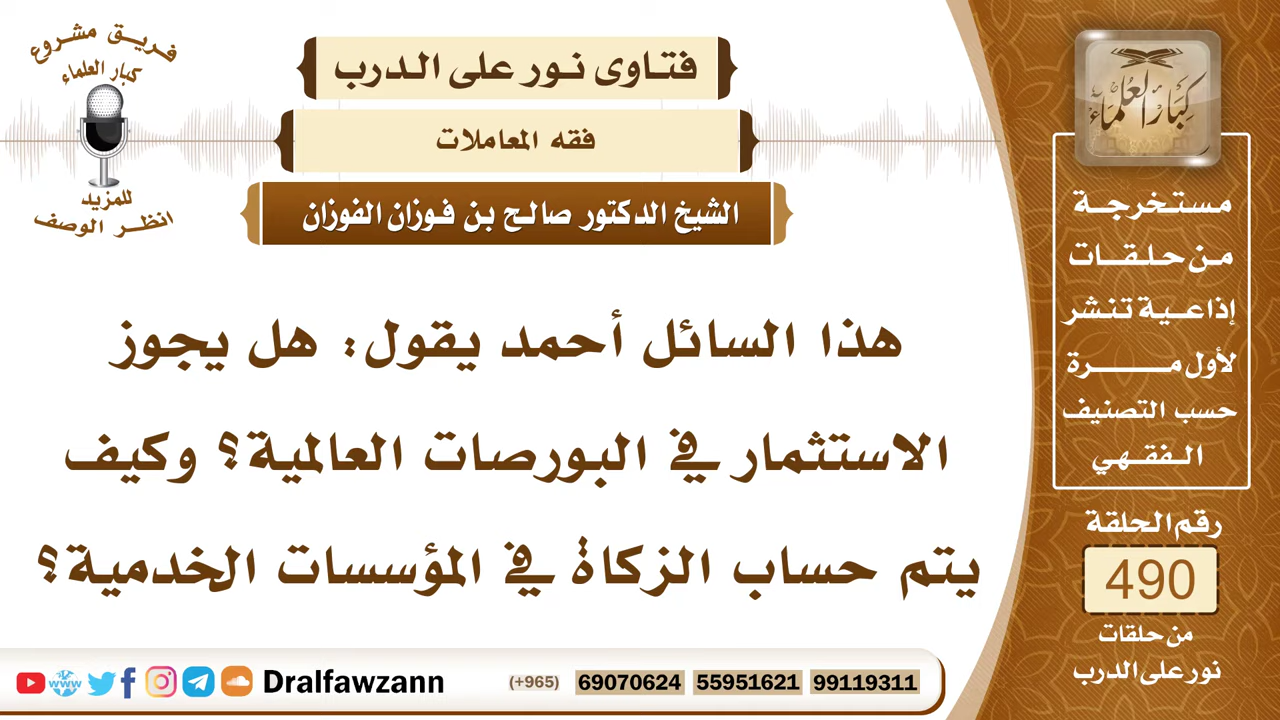 فريق مشروع
كبار العلماء
للمزيد
انظر الوصف
فتاوى نور على الدرب
فقه المعاملات
الشيخ الدكتور صالح بن فوزان الفوزان
هذا السائل أحمد يقول: هل يجوز
الاستثمار في البورصات العالمية؟ وكيف
يتم حساب الزكاة في المؤسسات الخدمية؟
كبار العلماء
مستخرجة
من حلقات
إذاعية تنشر
لأول مرة
حسب التصنيف
الفقهي
رقم الحلقة
490
من حلقات
نور على الدرب
www Dralfawzann (+965) 69070624 55951621 99119311